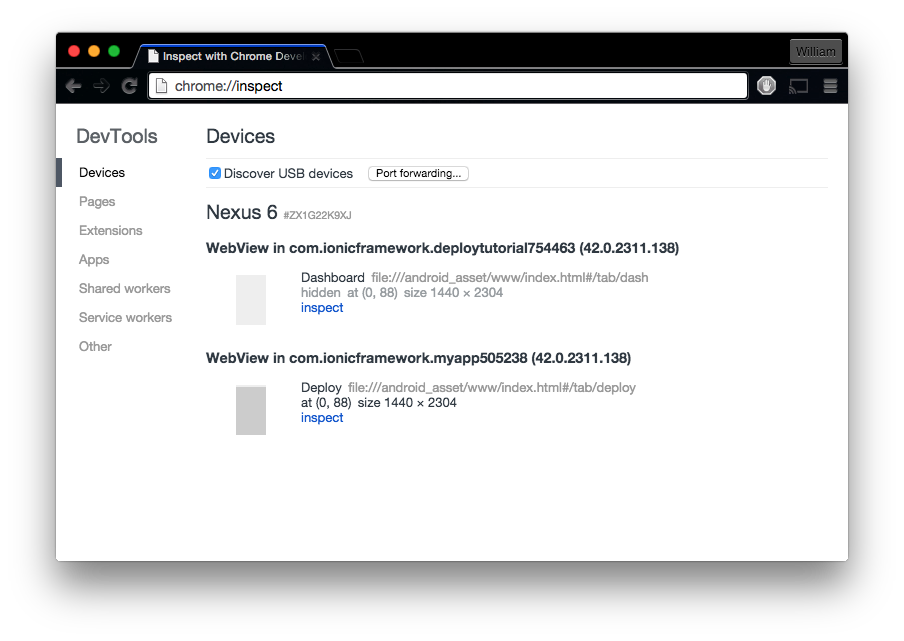 Inspect with Chrome Deve
William
chrome://inspect
DevTools
Devices
Pages
Extensions
Apps
Shared workers
Service workers
Other
Devices
Discover USB devices Port forwarding...
Nexus 6 #ZX1G22K9XJ
WebView in com.ionicframework.deploytutorial754463 (42.0.2311.138)
Dashboard file:///android_asset/www/index.html#/tab/dash
hidden at (0, 88) size 1440 × 2304
inspect
WebView in com.ionicframework.myapp505238 (42.0.2311.138)
Deploy file:///android_asset/www/index.html#/tab/deploy
at (0, 88) size 1440 × 2304
inspect